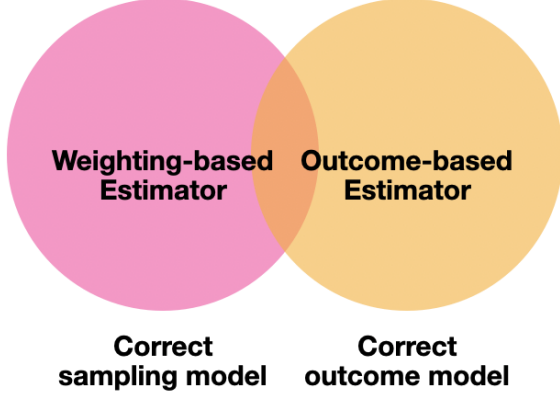 Weighting-based
Estimator
Outcome-based
Estimator
Correct
sampling model
Correct
outcome model